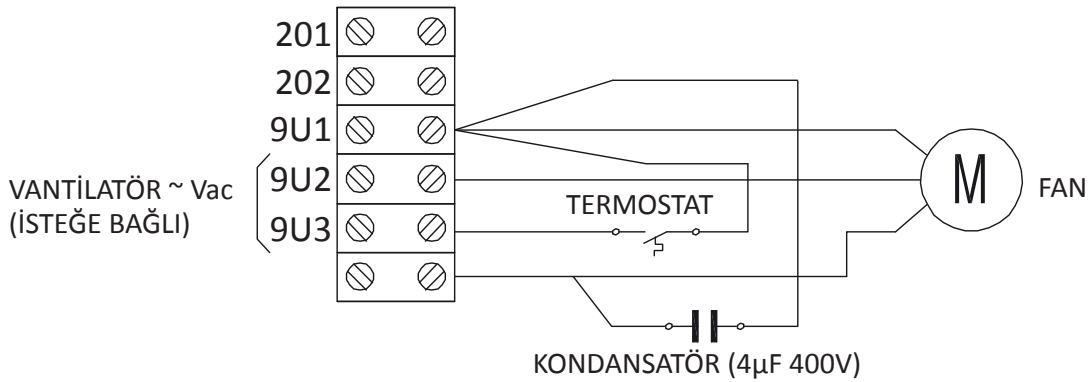 201
202
9U1
9U2
9U3
VANTİLATÖR ~ Vac
(İSTEĞE BAĞLI)
TERMOSTAT
M
FAN
KONDANSATÖR (4µF 400V)